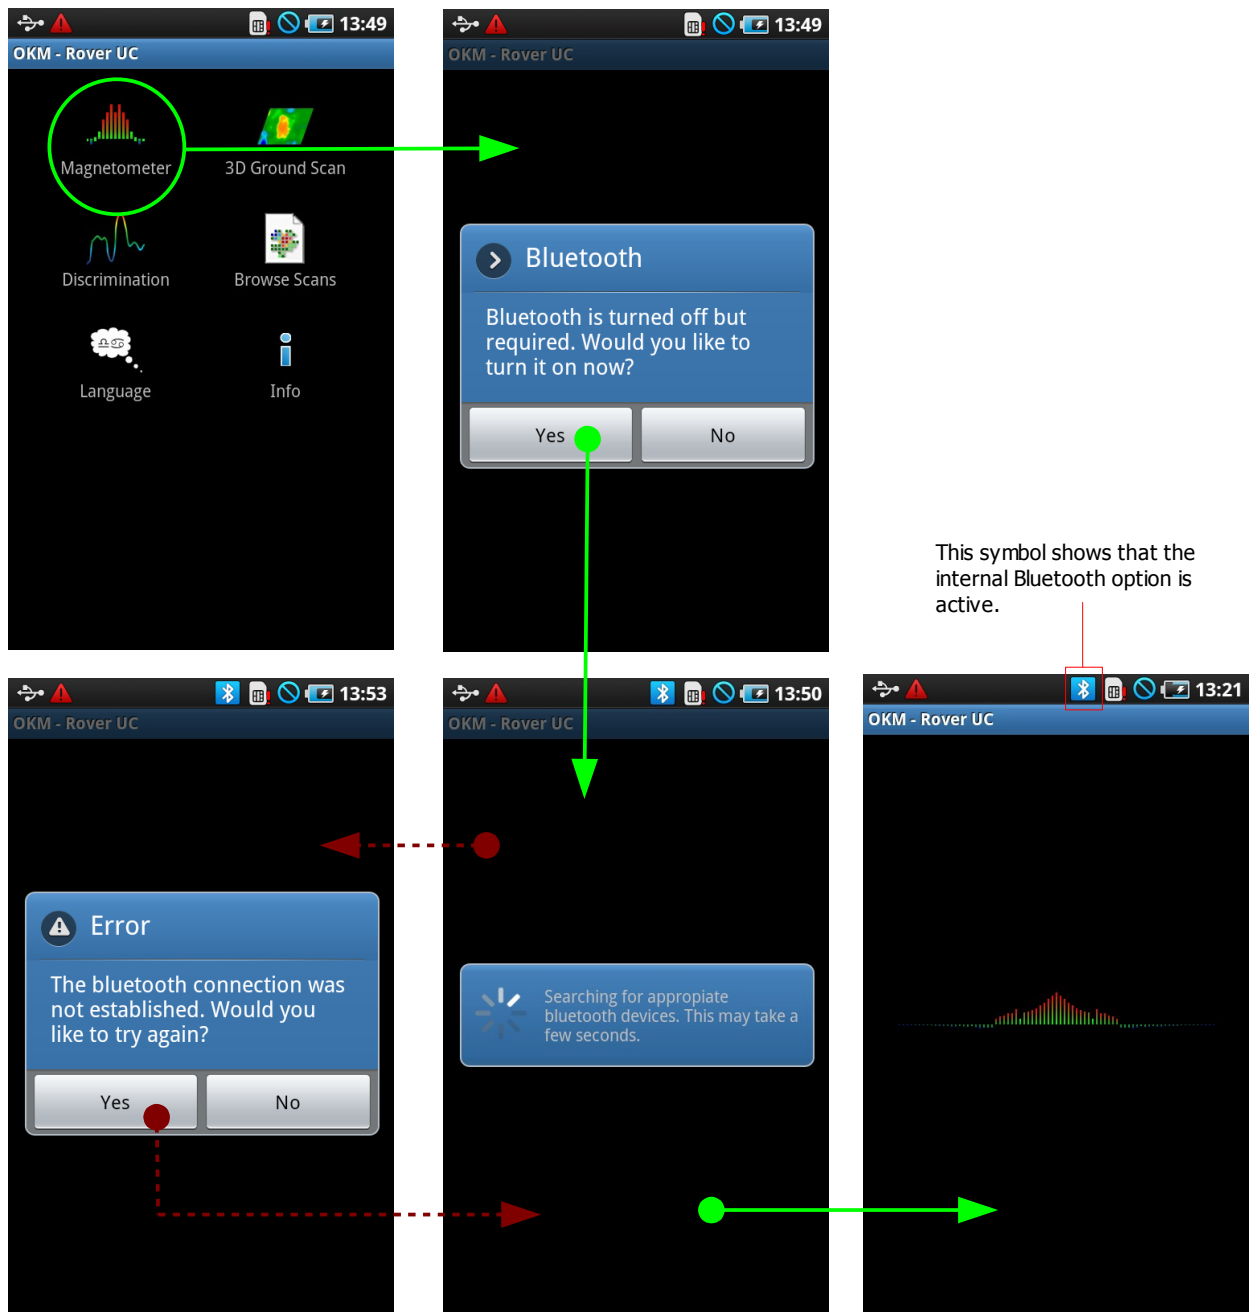 13:49
OKM - Rover UC
Magnetometer
3D Ground Scan
Discrimination
Browse Scans
Language
Info
13:49
OKM - Rover UC
Bluetooth
Bluetooth is turned off but
required. Would you like to
turn it on now?
Yes
No
This symbol shows that the
internal Bluetooth option is
active.
13:53
OKM - Rover UC
Error
The bluetooth connection was
not established. Would you
like to try again?
Yes
No
13:50
OKM - Rover UC
Searching for appropiate
bluetooth devices. This may take a
few seconds.
13:21
OKM - Rover UC